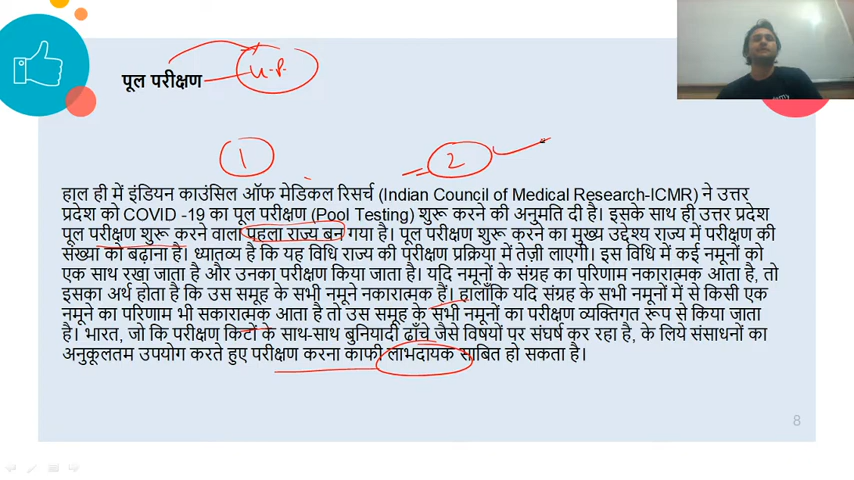 पूल परीक्षण
U.P.
1
2
हाल ही में इंडियन काउंसिल ऑफ मेडिकल रिसर्च (Indian Council of Medical Research-ICMR) ने उत्तर
प्रदेश को COVID -19 का पूल परीक्षण (Pool Testing) शुरू करने की अनुमति दी है। इसके साथ ही उत्तर प्रदेश
पूल परीक्षण शुरू करने वाला पहला राज्य बन गया है। पूल परीक्षण शुरू करने का मुख्य उद्देश्य राज्य में परीक्षण की
संख्या को बढ़ाना है। ध्यातव्य है कि यह विधि राज्य की परीक्षण प्रक्रिया में तेज़ी लाएगी। इस विधि में कई नमूनों को
एक साथ रखा जाता है और उनका परीक्षण किया जाता है। यदि नमूनों के संग्रह का परिणाम नकारात्मक आता है, तो
इसका अर्थ होता है कि उस समूह के सभी नमूने नकारात्मक हैं। हालाँकि यदि संग्रह के सभी नमूनों में से किसी एक
नमूने का परिणाम भी सकारात्मक आता है तो उस समूह के सभी नमूनों का परीक्षण व्यक्तिगत रूप से किया जाता
है। भारत, जो कि परीक्षण किटों के साथ-साथ बुनियादी ढाँचे जैसे विषयों पर संघर्ष कर रहा है, के लिये संसाधनों का
अनुकूलतम उपयोग करते हुए परीक्षण करना काफी लाभदायक साबित हो सकता है।
8